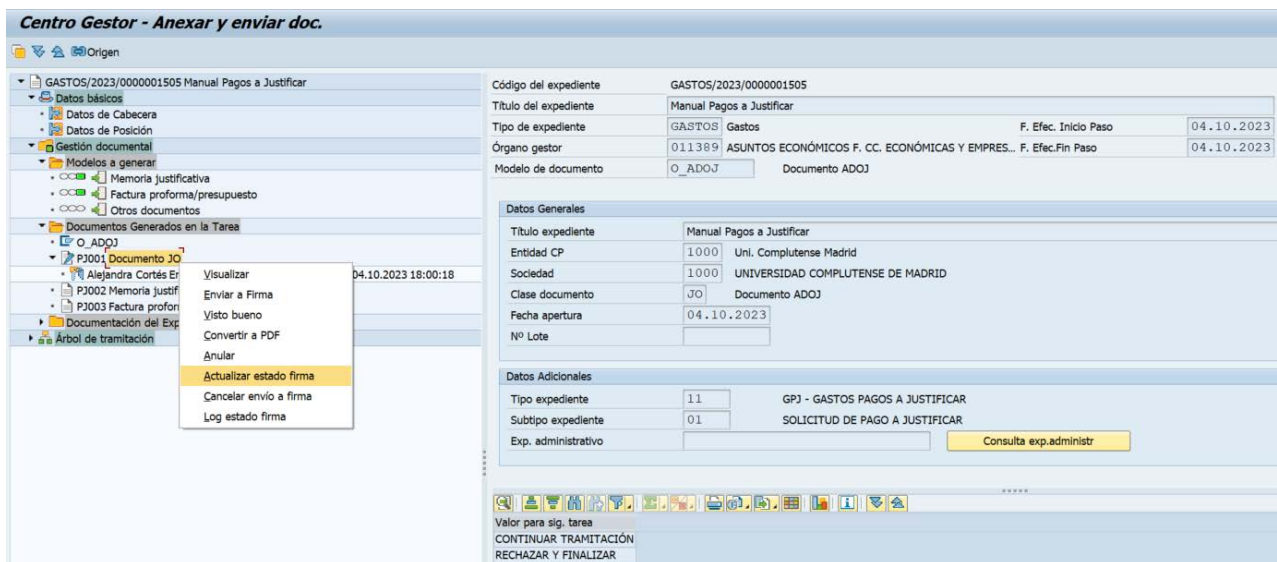 Centro Gestor - Anexar y enviar doc.
Origen
GASTOS/2023/0000001505 Manual Pagos a Justificar
Datos básicos
Datos de Cabecera
Datos de Posición
Gestión documental
Modelos a generar
Memoria justificativa
Factura proforma/presupuesto
Otros documentos
Documentos Generados en la Tarea
O_ADOJ
PJ001 Documento JO
Alejandra Cortés Er 04.10.2023 18:00:18
PJ002 Memoria justif
PJ003 Factura profor
Documentación del Exp
Árbol de tramitación
Visualizar
Enviar a Firma
Visto bueno
Convertir a PDF
Anular
Actualizar estado firma
Cancelar envío a firma
Log estado firma
Código del expediente GASTOS/2023/0000001505
Título del expediente Manual Pagos a Justificar
Tipo de expediente GASTOS Gastos F. Efec. Inicio Paso 04.10.2023
Órgano gestor 011389 ASUNTOS ECONÓMICOS F. CC. ECONÓMICAS Y EMPRES... F. Efec.Fin Paso 04.10.2023
Modelo de documento O_ADOJ Documento ADOJ
Datos Generales
Título expediente Manual Pagos a Justificar
Entidad CP 1000 Uni. Complutense Madrid
Sociedad 1000 UNIVERSIDAD COMPLUTENSE DE MADRID
Clase documento JO Documento ADOJ
Fecha apertura 04.10.2023
Nº Lote
Datos Adicionales
Tipo expediente 11 GPJ - GASTOS PAGOS A JUSTIFICAR
Subtipo expediente 01 SOLICITUD DE PAGO A JUSTIFICAR
Exp. administrativo Consulta exp.administr
Valor para sig. tarea
CONTINUAR TRAMITACIÓN
RECHAZAR Y FINALIZAR